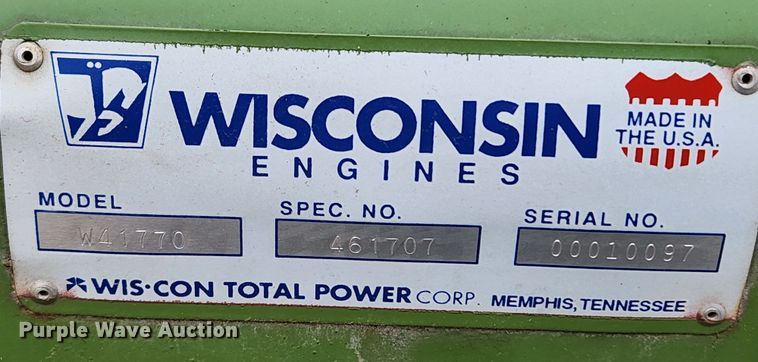 WISCONSIN
ENGINES
MADE IN
THE U.S.A.
MODEL SPEC. NO. SERIAL NO.
W41770 461707 00010097
WIS·CON TOTAL POWER CORP. MEMPHIS, TENNESSEE
Purple Wave Auction